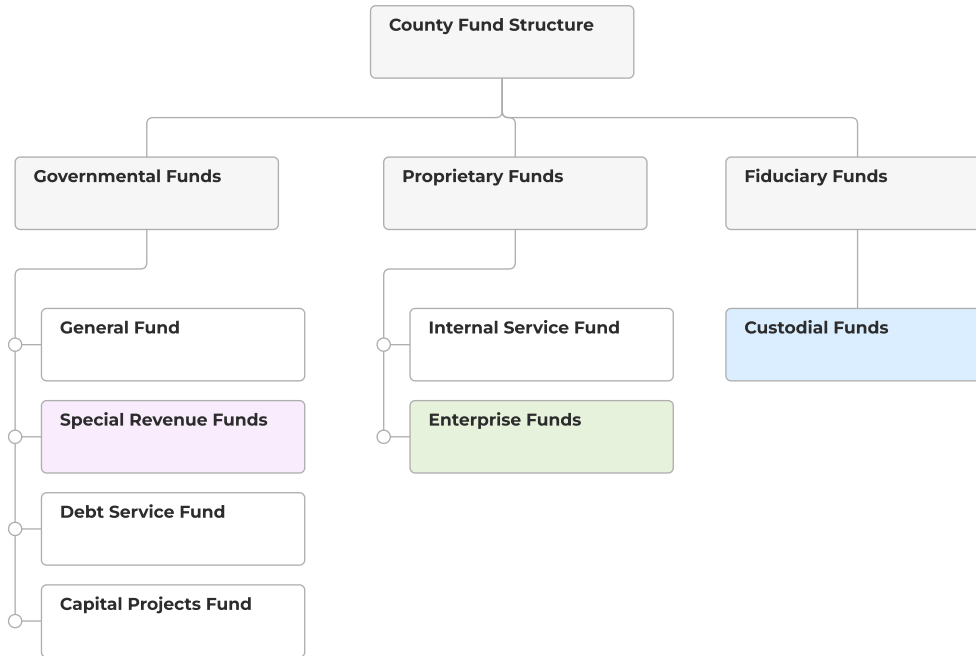 County Fund Structure
Governmental Funds
Proprietary Funds
Fiduciary Funds
General Fund
Internal Service Fund
Custodial Funds
Special Revenue Funds
Enterprise Funds
Debt Service Fund
Capital Projects Fund